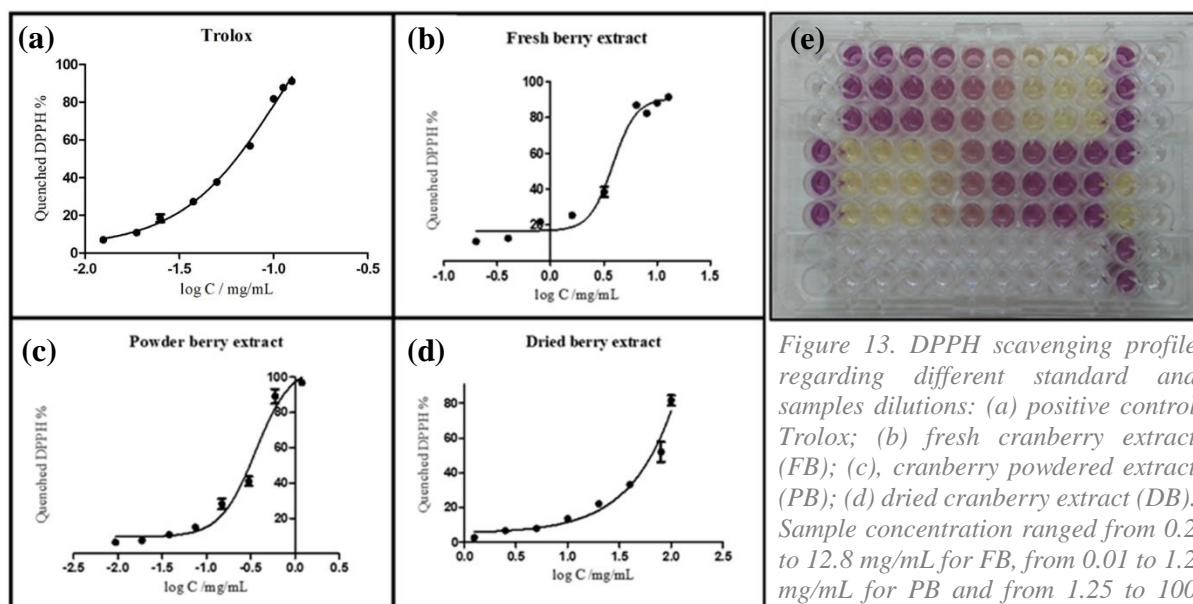 (a)
Trolox
Quenched DPPH %
100
80
60
40
20
0
-2.0 -1.5 -1.0 -0.5
log C / mg/mL
(b)
Fresh berry extract
Quenched DPPH %
100
80
60
40
20
-1.0 -0.5 0.0 0.5 1.0 1.5
log C / mg/mL
(c)
Powder berry extract
Quenched DPPH %
100
80
60
40
20
-2.5 -2.0 -1.5 -1.0 -0.5 0.0 0.5
log C / mg/mL
(d)
Dried berry extract
Quenched DPPH %
100
80
60
40
20
0
0.0 0.5 1.0 1.5 2.0 2.5
log C / mg/mL
(e)
Figure 13. DPPH scavenging profile
regarding different standard and
samples dilutions: (a) positive control
Trolox; (b) fresh cranberry extract
(FB); (c), cranberry powdered extract
(PB); (d) dried cranberry extract (DB).
Sample concentration ranged from 0.2
to 12.8 mg/mL for FB, from 0.01 to 1.2
mg/mL for PB and from 1.25 to 100